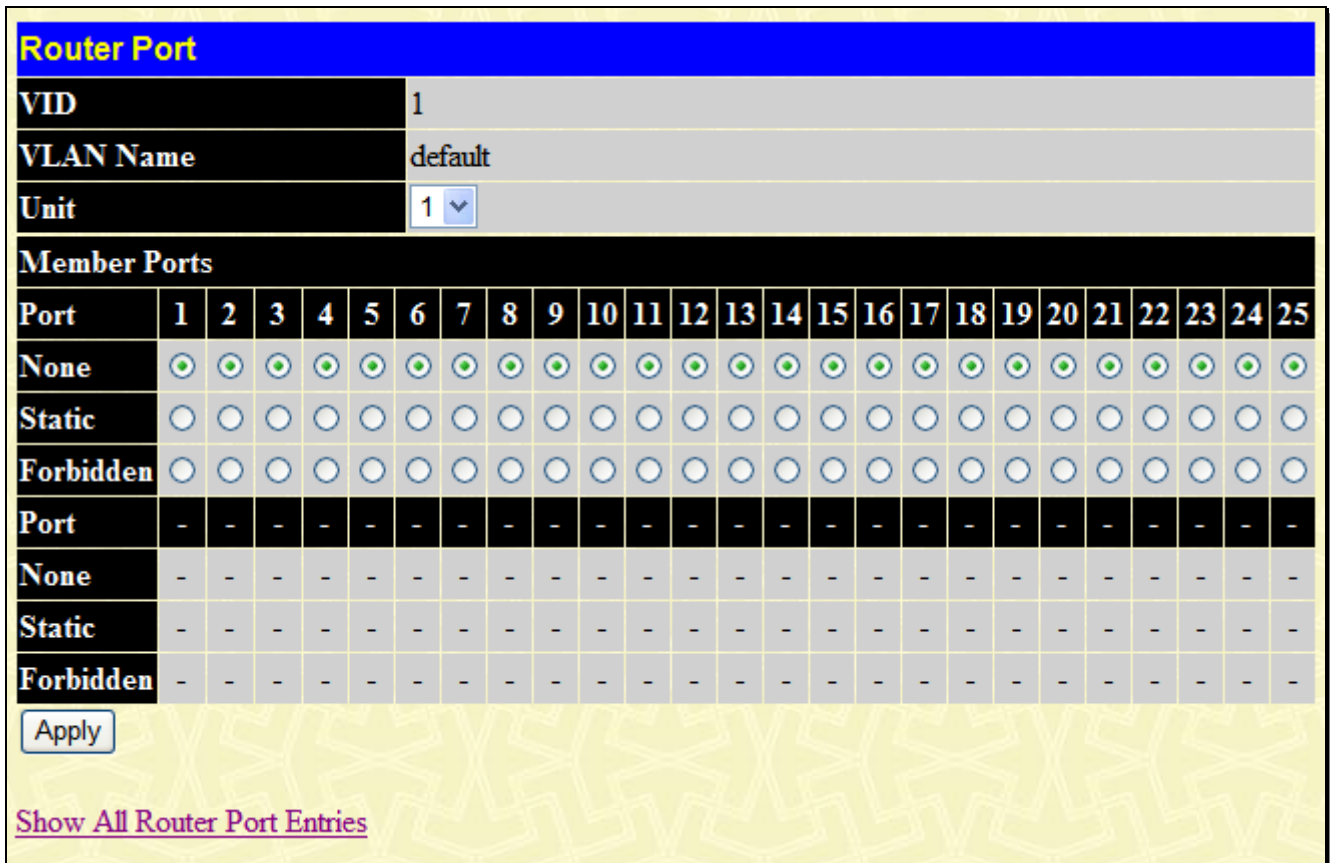 Router Port
VID 1
VLAN Name default
Unit 1
Member Ports
Port 1 2 3 4 5 6 7 8 9 10 11 12 13 14 15 16 17 18 19 20 21 22 23 24 25
None
Static
Forbidden
Port - - - - - - - - - - - - - - - - - - - - - - - - -
None - - - - - - - - - - - - - - - - - - - - - - - - -
Static - - - - - - - - - - - - - - - - - - - - - - - - -
Forbidden - - - - - - - - - - - - - - - - - - - - - - - - -
Apply
Show All Router Port Entries